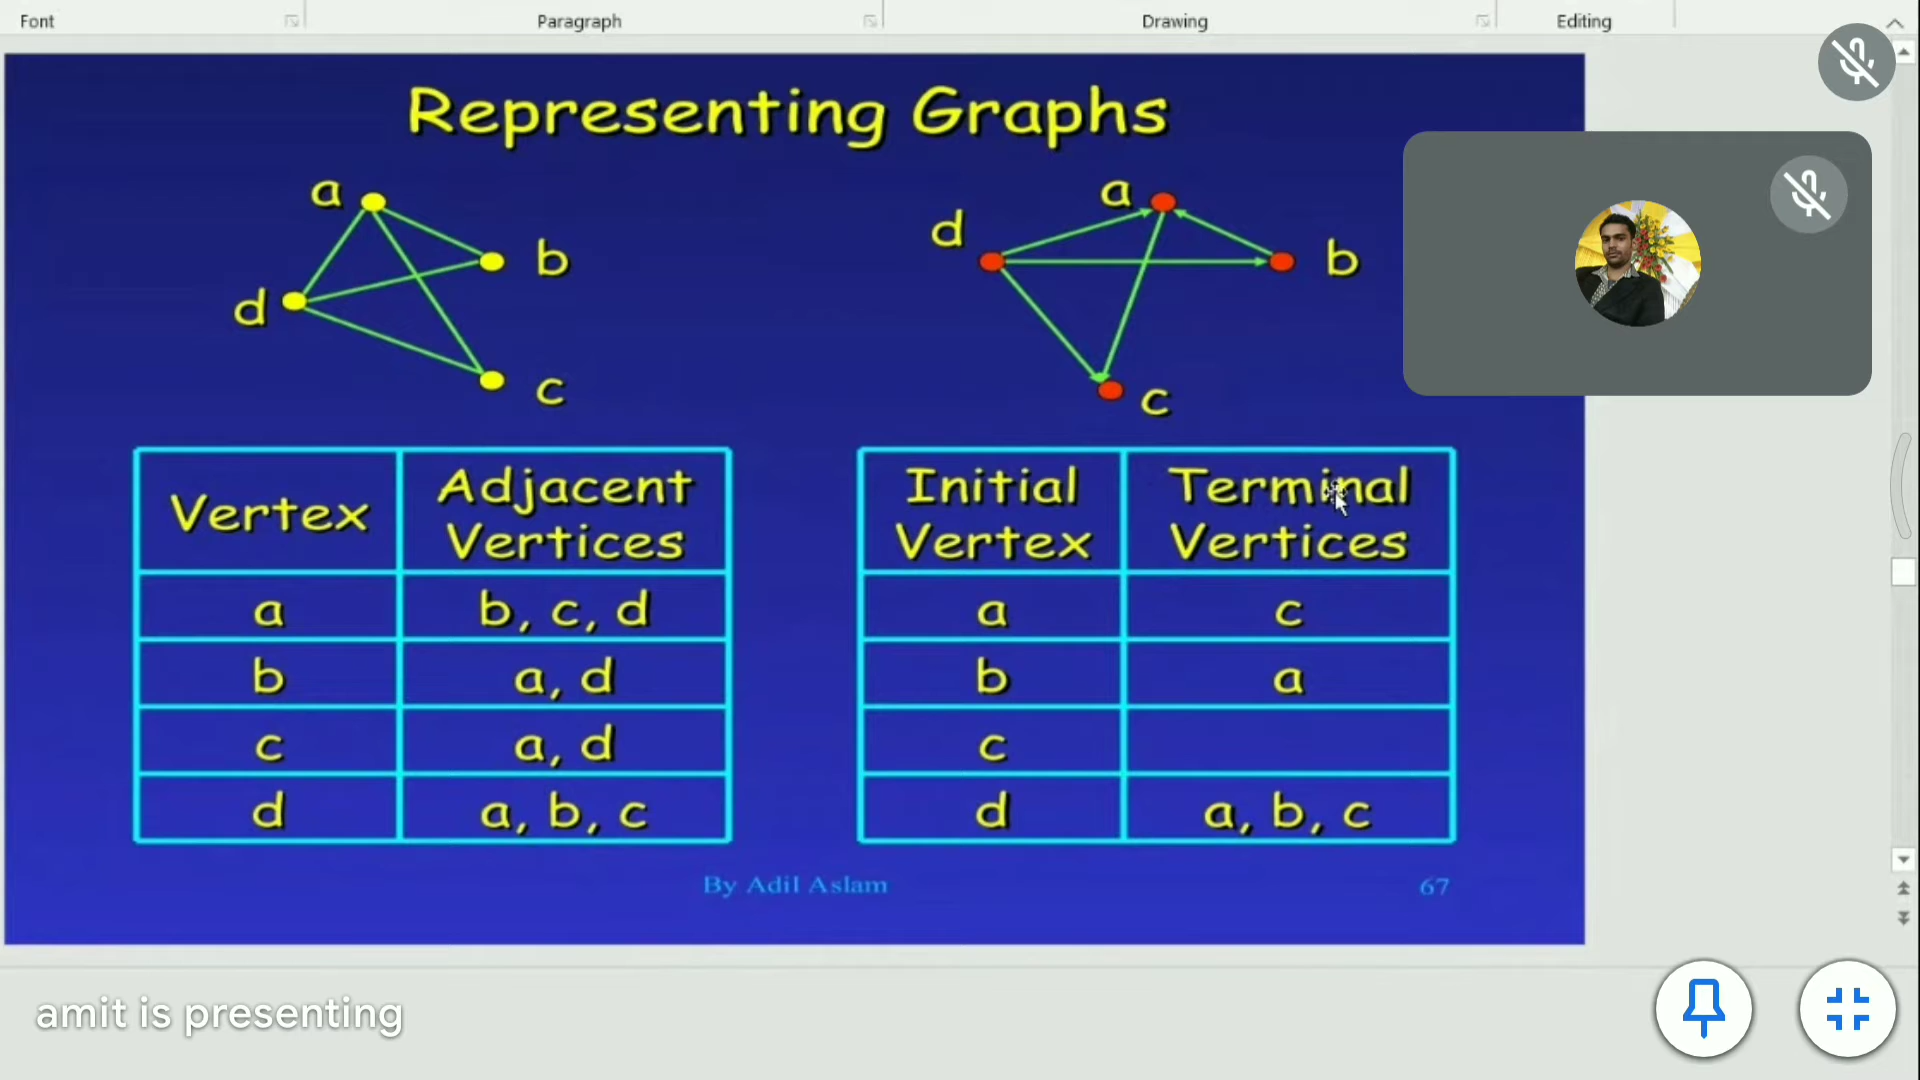 Font Paragraph Drawing Editing
Representing Graphs
a
b
d
c
a
d
b
c
Vertex Adjacent Vertices
a b, c, d
b a, d
c a, d
d a, b, c
Initial Vertex Terminal Vertices
a c
b a
c
d a, b, c
By Adil Aslam 67
amit is presenting